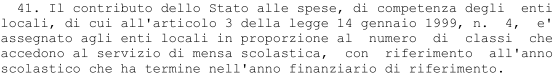 41. Il contributo dello Stato alle spese, di competenza degli enti
locali, di cui all'articolo 3 della legge 14 gennaio 1999, n. 4, e'
assegnato agli enti locali in proporzione al numero di classi che
accedono al servizio di mensa scolastica, con riferimento all'anno
scolastico che ha termine nell'anno finanziario di riferimento.